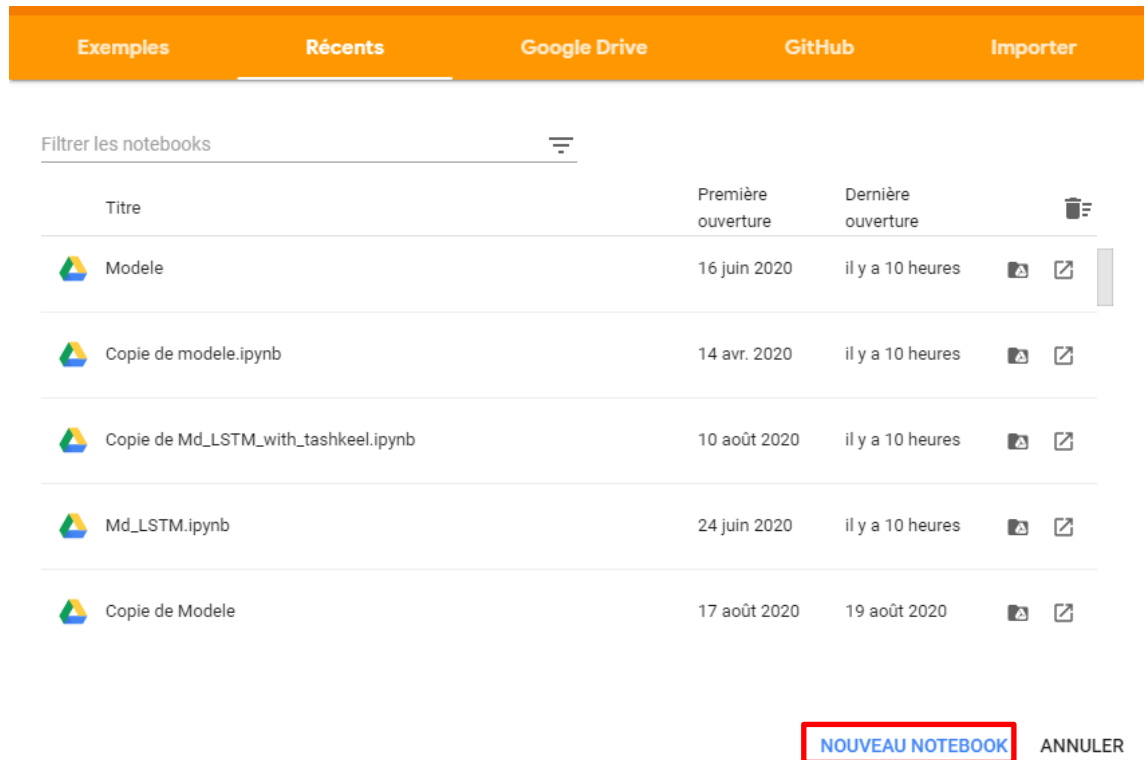 Exemples Récents Google Drive GitHub Importer
Filtrer les notebooks
Titre Première ouverture Dernière ouverture
Modele 16 juin 2020 il y a 10 heures
Copie de modele.ipynb 14 avr. 2020 il y a 10 heures
Copie de Md_LSTM_with_tashkeel.ipynb 10 août 2020 il y a 10 heures
Md_LSTM.ipynb 24 juin 2020 il y a 10 heures
Copie de Modele 17 août 2020 19 août 2020
NOUVEAU NOTEBOOK ANNULER